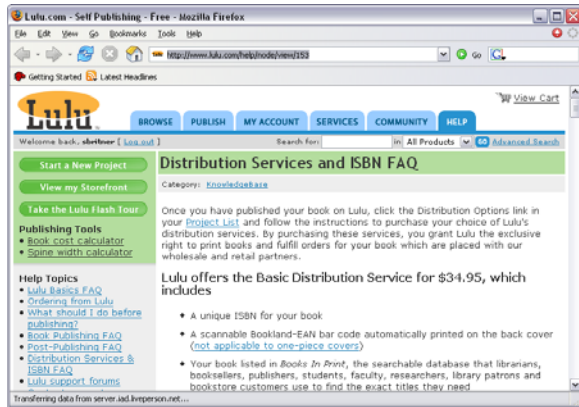 Lulu.com - Self Publishing - Free - Mozilla Firefox
File Edit View Go Bookmarks Tools Help
http://www.lulu.com/help/node/view/153 Go
Getting Started Latest Headlines
Lulu
View Cart
BROWSE PUBLISH MY ACCOUNT SERVICES COMMUNITY HELP
Welcome back, sbritner [ Log out ] Search for: in All Products GO Advanced Search
Start a New Project
View my Storefront
Take the Lulu Flash Tour
Publishing Tools
• Book cost calculator
• Spine width calculator
Help Topics
• Lulu Basics FAQ
• Ordering from Lulu
• What should I do before
publishing?
• Book Publishing FAQ
• Post-Publishing FAQ
• Distribution Services &
ISBN FAQ
• Lulu support forums
Distribution Services and ISBN FAQ
Category: Knowledgebase
Once you have published your book on Lulu, click the Distribution Options link in
your Project List and follow the instructions to purchase your choice of Lulu's
distribution services. By purchasing these services, you grant Lulu the exclusive
right to print books and fulfill orders for your book which are placed with our
wholesale and retail partners.
Lulu offers the Basic Distribution Service for $34.95, which
includes
• A unique ISBN for your book
• A scannable Bookland-EAN bar code automatically printed on the back cover
(not applicable to one-piece covers)
• Your book listed in Books In Print, the searchable database that librarians,
booksellers, publishers, students, faculty, researchers, library patrons and
bookstore customers use to find the exact titles they need
Transferring data from server.iad.liveperson.net...